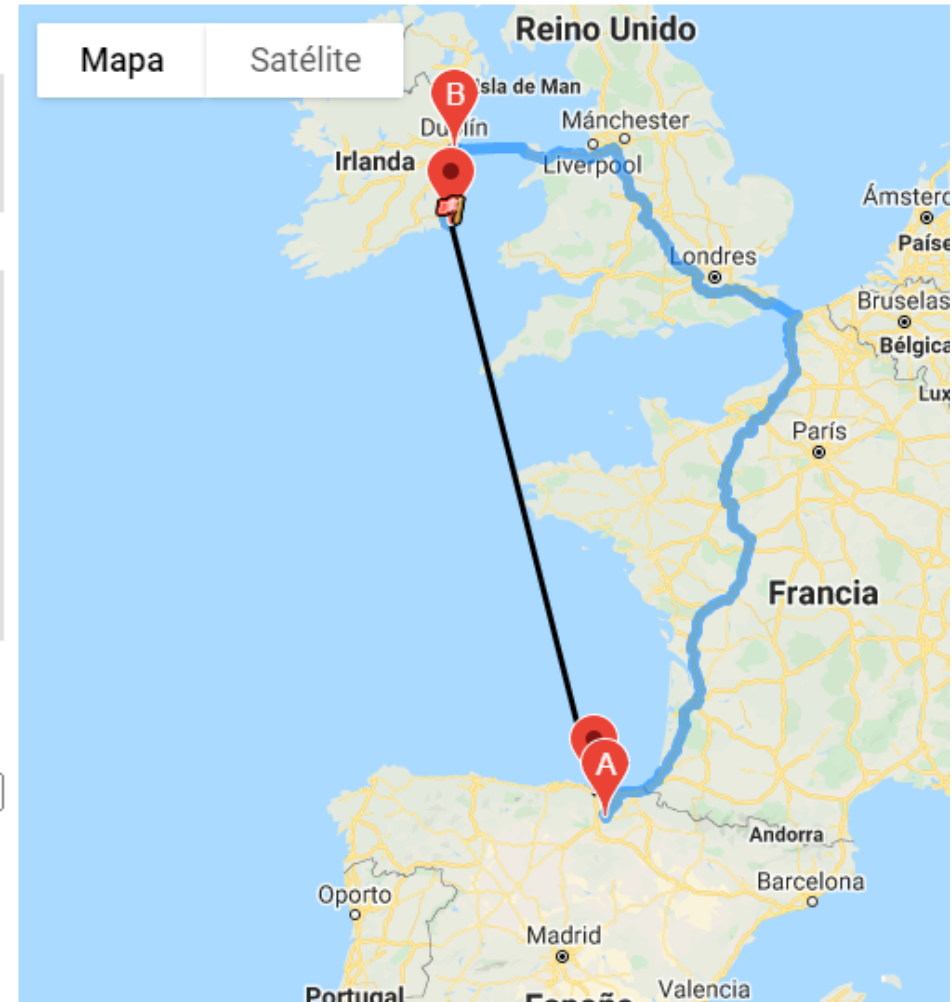 Reino Unido
Mapa
Satélite
Isla de Man
B
Dublín
Mánchester
Irlanda
Liverpool
Ámsterd
Paíse
Londres
Bruselas
Bélgica
Lux
París
Francia
A
Andorra
Oporto
Barcelona
Madrid
Portugal
España
Valencia